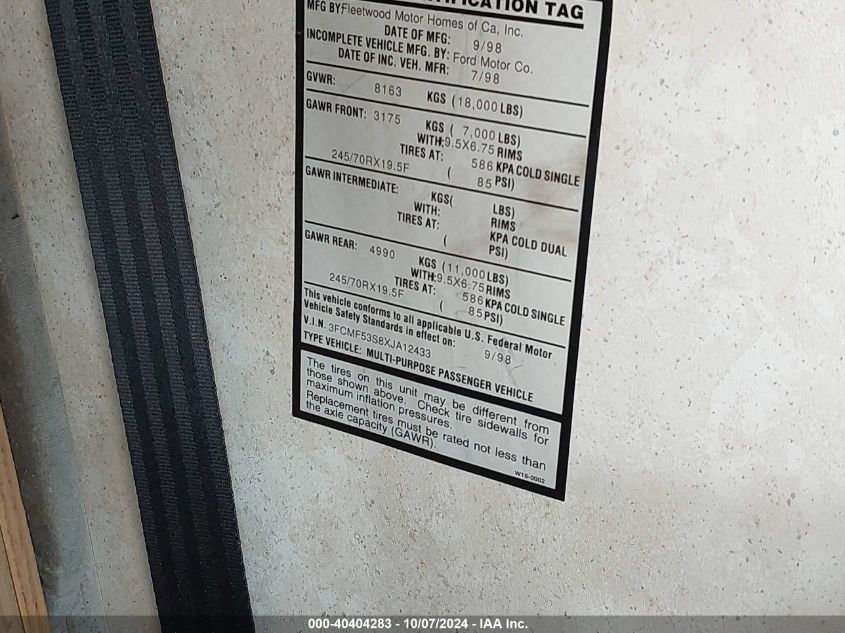 IFICATION TAG
MFG BY:Fleetwood Motor Homes of Ca, Inc.
DATE OF MFG: 9/98
INCOMPLETE VEHICLE MFG. BY: Ford Motor Co.
DATE OF INC. VEH. MFR: 7/98
GVWR: 8163 KGS (18,000 LBS)
GAWR FRONT: 3175 KGS ( 7,000 LBS)
WITH: 9.5X6.75 RIMS
TIRES AT: 586 KPA COLD SINGLE
245/70RX19.5F ( 85 PSI)
GAWR INTERMEDIATE: KGS( LBS)
WITH: RIMS
TIRES AT: KPA COLD DUAL
( PSI)
GAWR REAR: 4990 KGS (11,000 LBS)
WITH: 9.5X6.75 RIMS
TIRES AT: 586 KPA COLD SINGLE
245/70RX19.5F ( 85 PSI)
This vehicle conforms to all applicable U.S. Federal Motor
Vehicle Safety Standards in effect on: 9/98
V.I.N. 3FCMF53S8XJA12433
TYPE VEHICLE: MULTI-PURPOSE PASSENGER VEHICLE
The tires on this unit may be different from
those shown above. Check tire sidewalls for
maximum inflation pressures.
Replacement tires must be rated not less than
the axle capacity (GAWR).
W15-0002
000-40404283 - 10/07/2024 - IAA Inc.